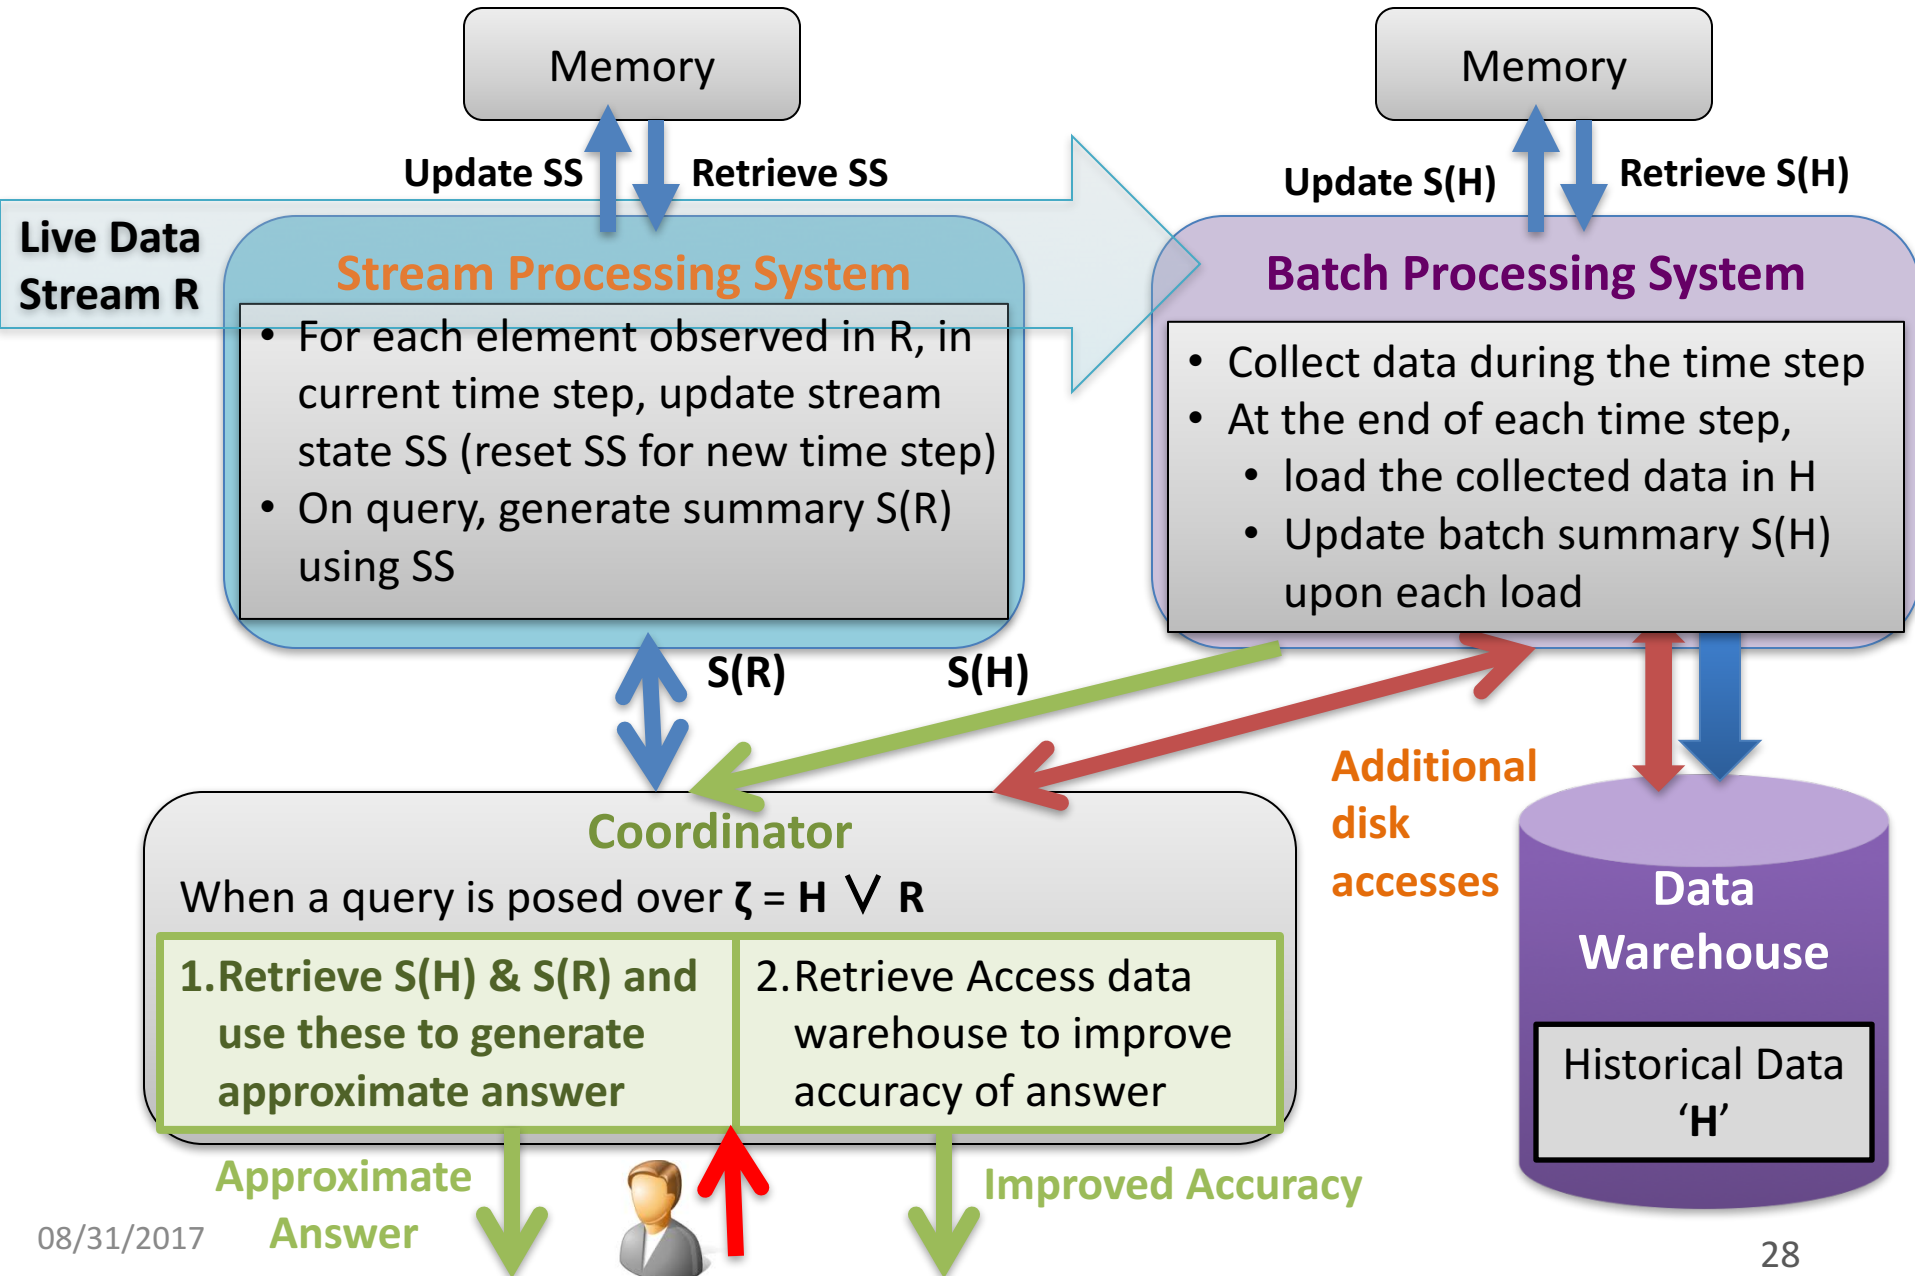 Memory
Memory
Update SS
Retrieve SS
Update S(H)
Retrieve S(H)
Live Data
Stream R
Stream Processing System
• For each element observed in R, in
current time step, update stream
state SS (reset SS for new time step)
• On query, generate summary S(R)
using SS
Batch Processing System
• Collect data during the time step
• At the end of each time step,
• load the collected data in H
• Update batch summary S(H)
upon each load
S(R)
S(H)
Additional
disk
accesses
Coordinator
When a query is posed over ζ = H ∨ R
1.Retrieve S(H) & S(R) and
use these to generate
approximate answer
2.Retrieve Access data
warehouse to improve
accuracy of answer
Data
Warehouse
Historical Data
‘H’
Approximate
Answer
Improved Accuracy
08/31/2017
28